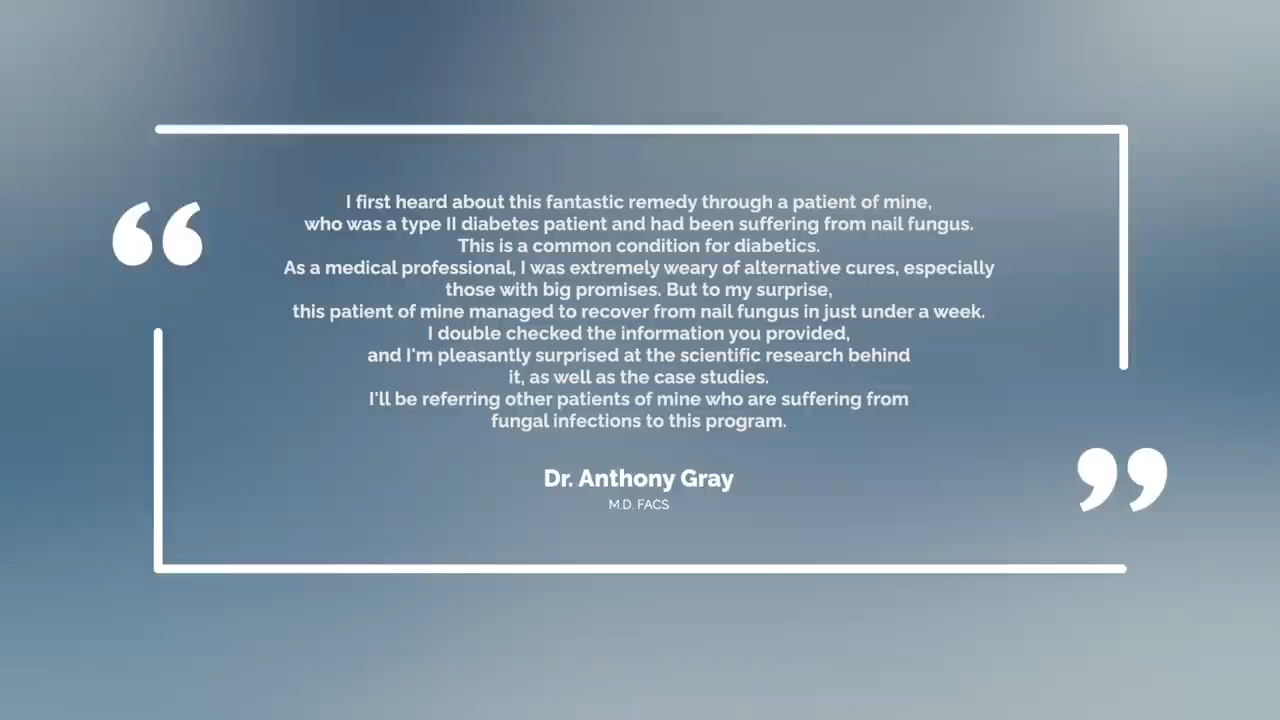 I first heard about this fantastic remedy through a patient of mine,
who was a type II diabetes patient and had been suffering from nail fungus.
This is a common condition for diabetics.
As a medical professional, I was extremely weary of alternative cures, especially
those with big promises. But to my surprise,
this patient of mine managed to recover from nail fungus in just under a week.
I double checked the information you provided,
and I'm pleasantly surprised at the scientific research behind
it, as well as the case studies.
I'll be referring other patients of mine who are suffering from
fungal infections to this program.
Dr. Anthony Gray
M.D. FACS